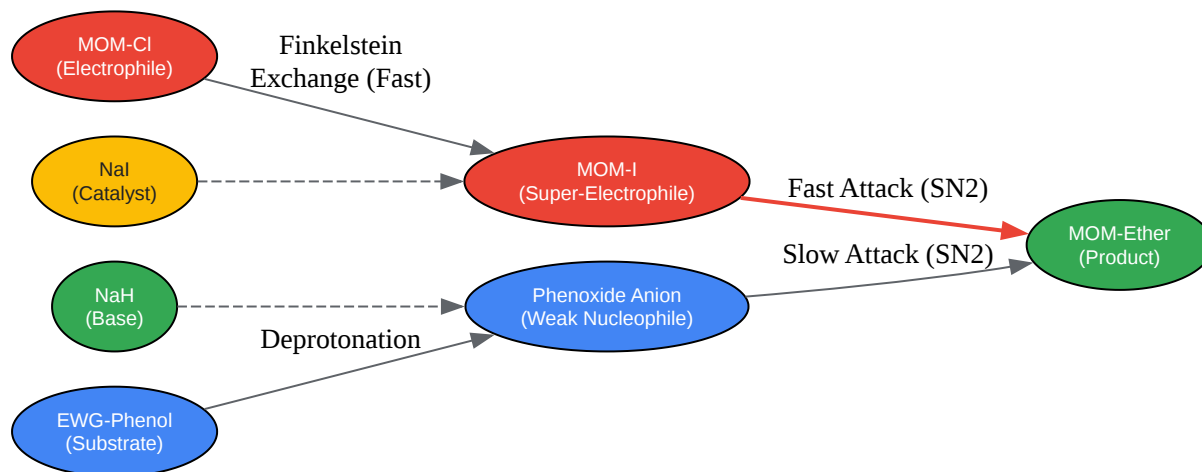 MOM-Cl
(Electrophile)
Finkelstein
Exchange (Fast)
NaI
(Catalyst)
MOM-I
(Super-Electrophile)
Fast Attack (SN2)
MOM-Ether
(Product)
Slow Attack (SN2)
NaH
(Base)
Phenoxide Anion
(Weak Nucleophile)
Deprotonation
EWG-Phenol
(Substrate)